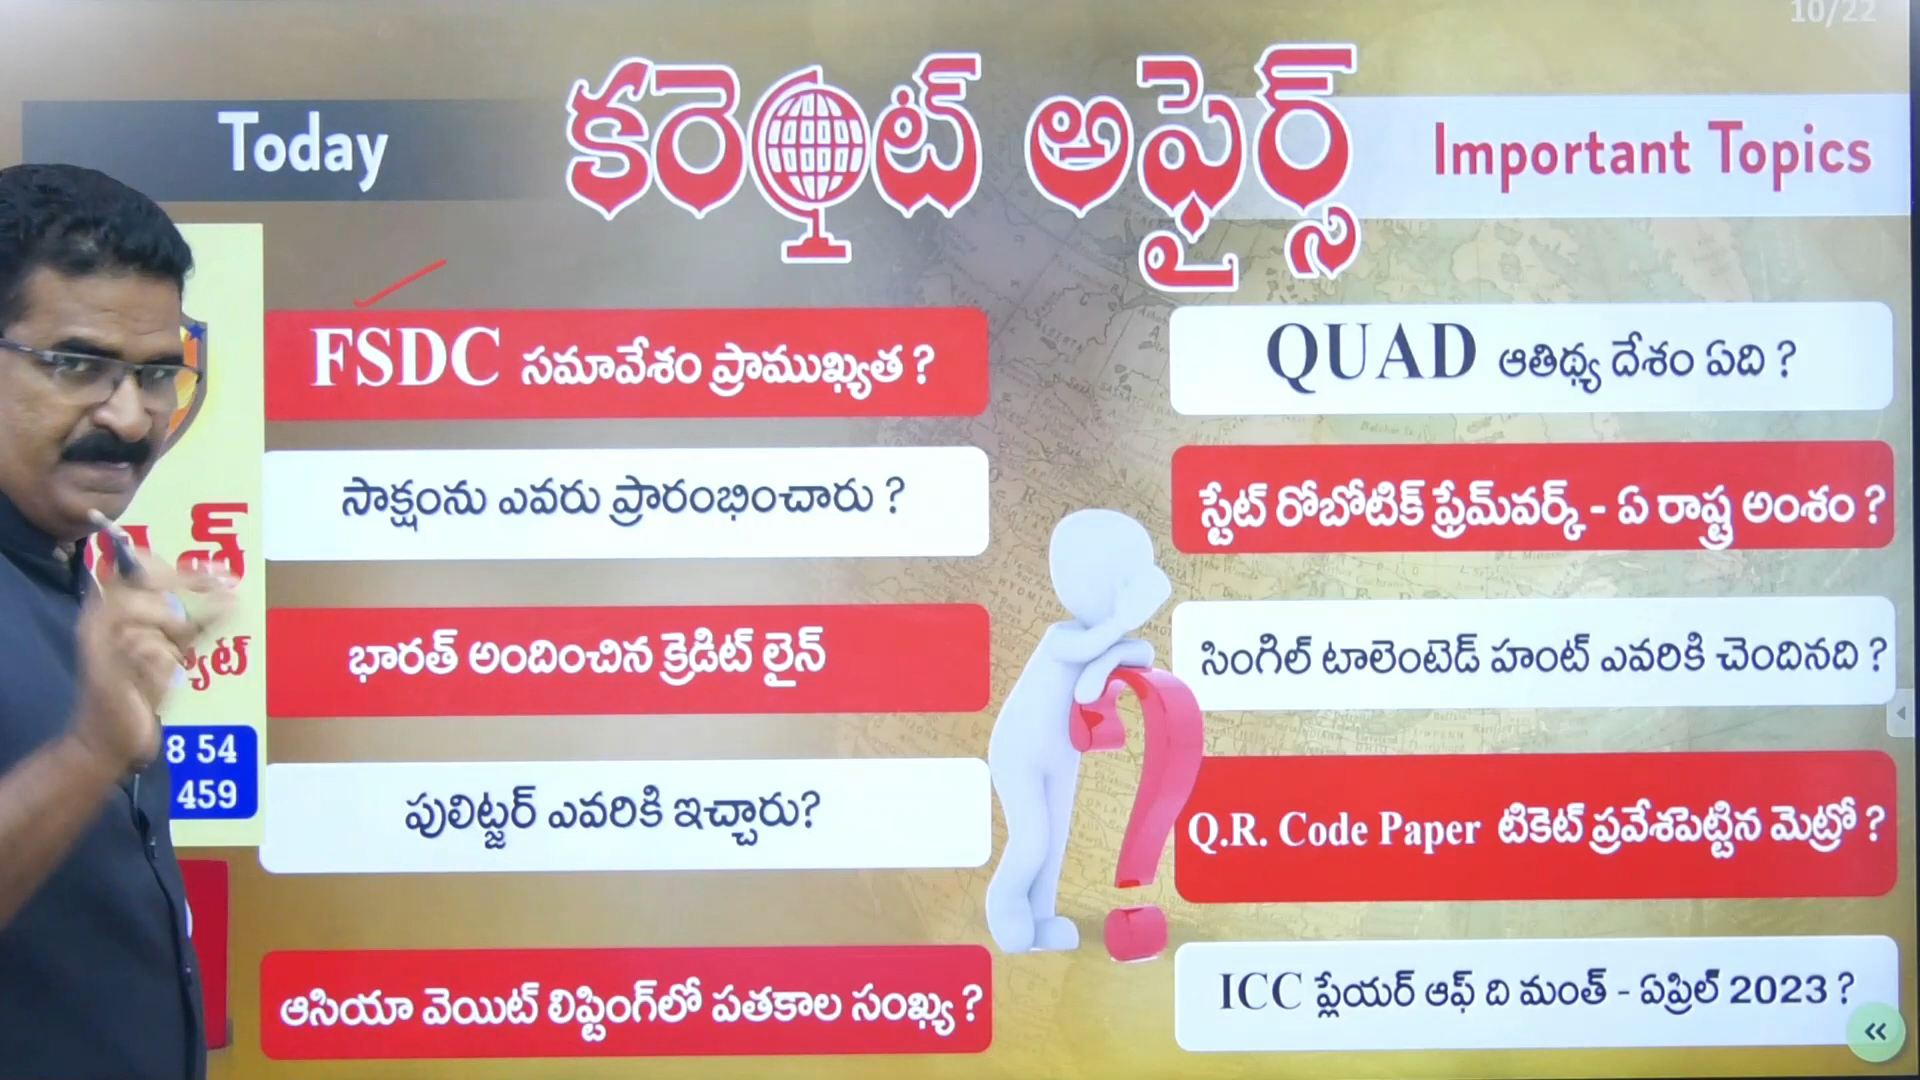 10/22
Today
కరెంట్ అఫైర్స్
Important Topics
FSDC సమావేశం ప్రాముఖ్యత ?
సాక్షంను ఎవరు ప్రారంభించారు ?
భారత్ అందించిన క్రెడిట్ లైన్
పులిట్జర్ ఎవరికి ఇచ్చారు?
ఆసియా వెయిట్ లిఫ్టింగ్‌లో పతకాల సంఖ్య ?
QUAD ఆతిథ్య దేశం ఏది ?
స్టేట్ రోబోటిక్ ఫ్రేమ్‌వర్క్ - ఏ రాష్ట్ర అంశం ?
సింగిల్ టాలెంటెడ్ హంట్ ఎవరికి చెందినది ?
Q.R. Code Paper టికెట్ ప్రవేశపెట్టిన మెట్రో ?
ICC ప్లేయర్ ఆఫ్ ది మంత్ - ఏప్రిల్ 2023 ?
8 54
459